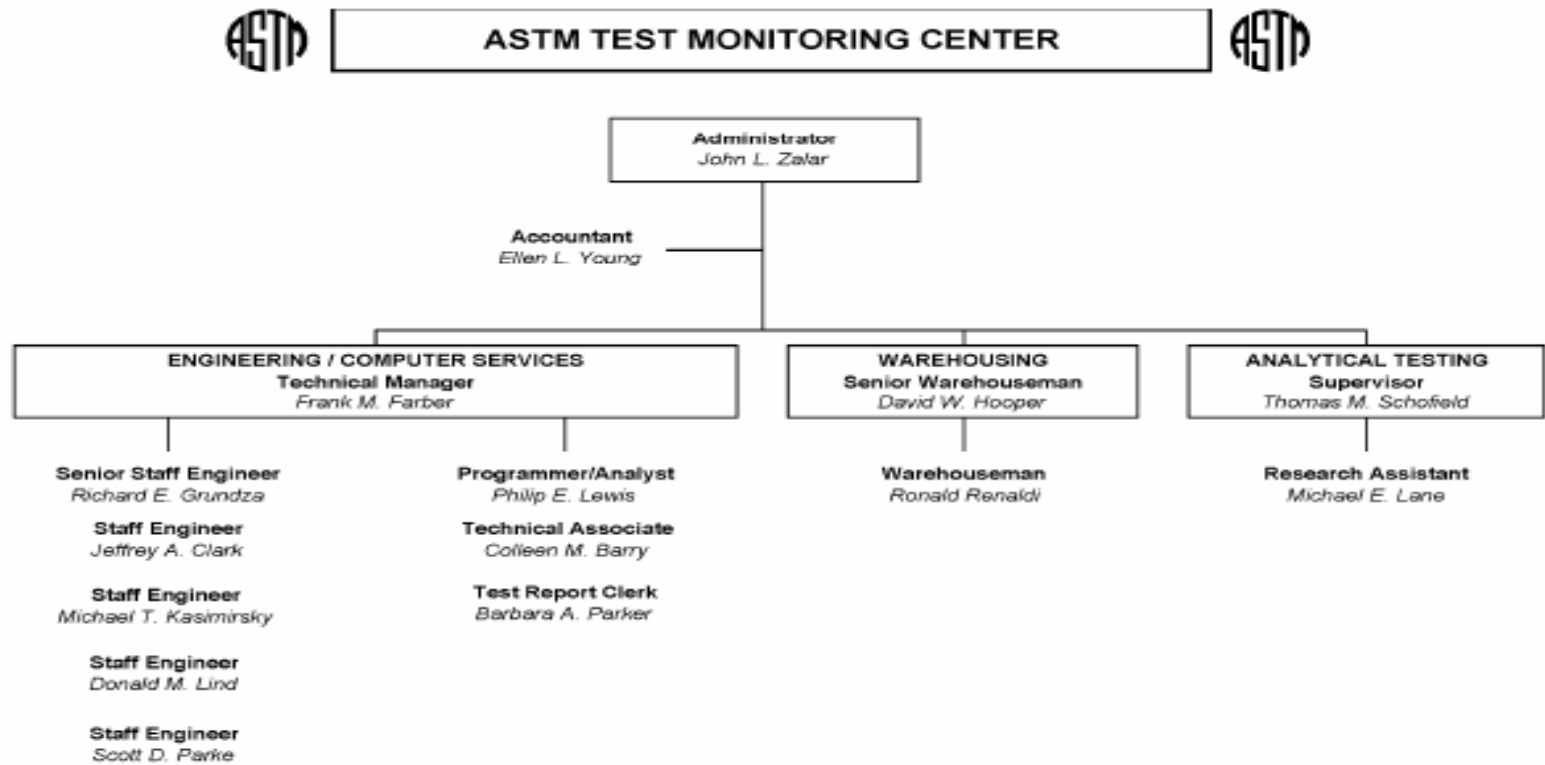 ASTM
ASTM TEST MONITORING CENTER
ASTM
Administrator
John L. Zalar
Accountant
Ellen L. Young
ENGINEERING / COMPUTER SERVICES
Technical Manager
Frank M. Farber
WAREHOUSING
Senior Warehouseman
David W. Hooper
ANALYTICAL TESTING
Supervisor
Thomas M. Schofield
Senior Staff Engineer
Richard E. Grundza
Staff Engineer
Jeffrey A. Clark
Staff Engineer
Michael T. Kasimirsky
Staff Engineer
Donald M. Lind
Staff Engineer
Scott D. Parke
Programmer/Analyst
Philip E. Lewis
Technical Associate
Colleen M. Barry
Test Report Clerk
Barbara A. Parker
Warehouseman
Ronald Renaldi
Research Assistant
Michael E. Lane